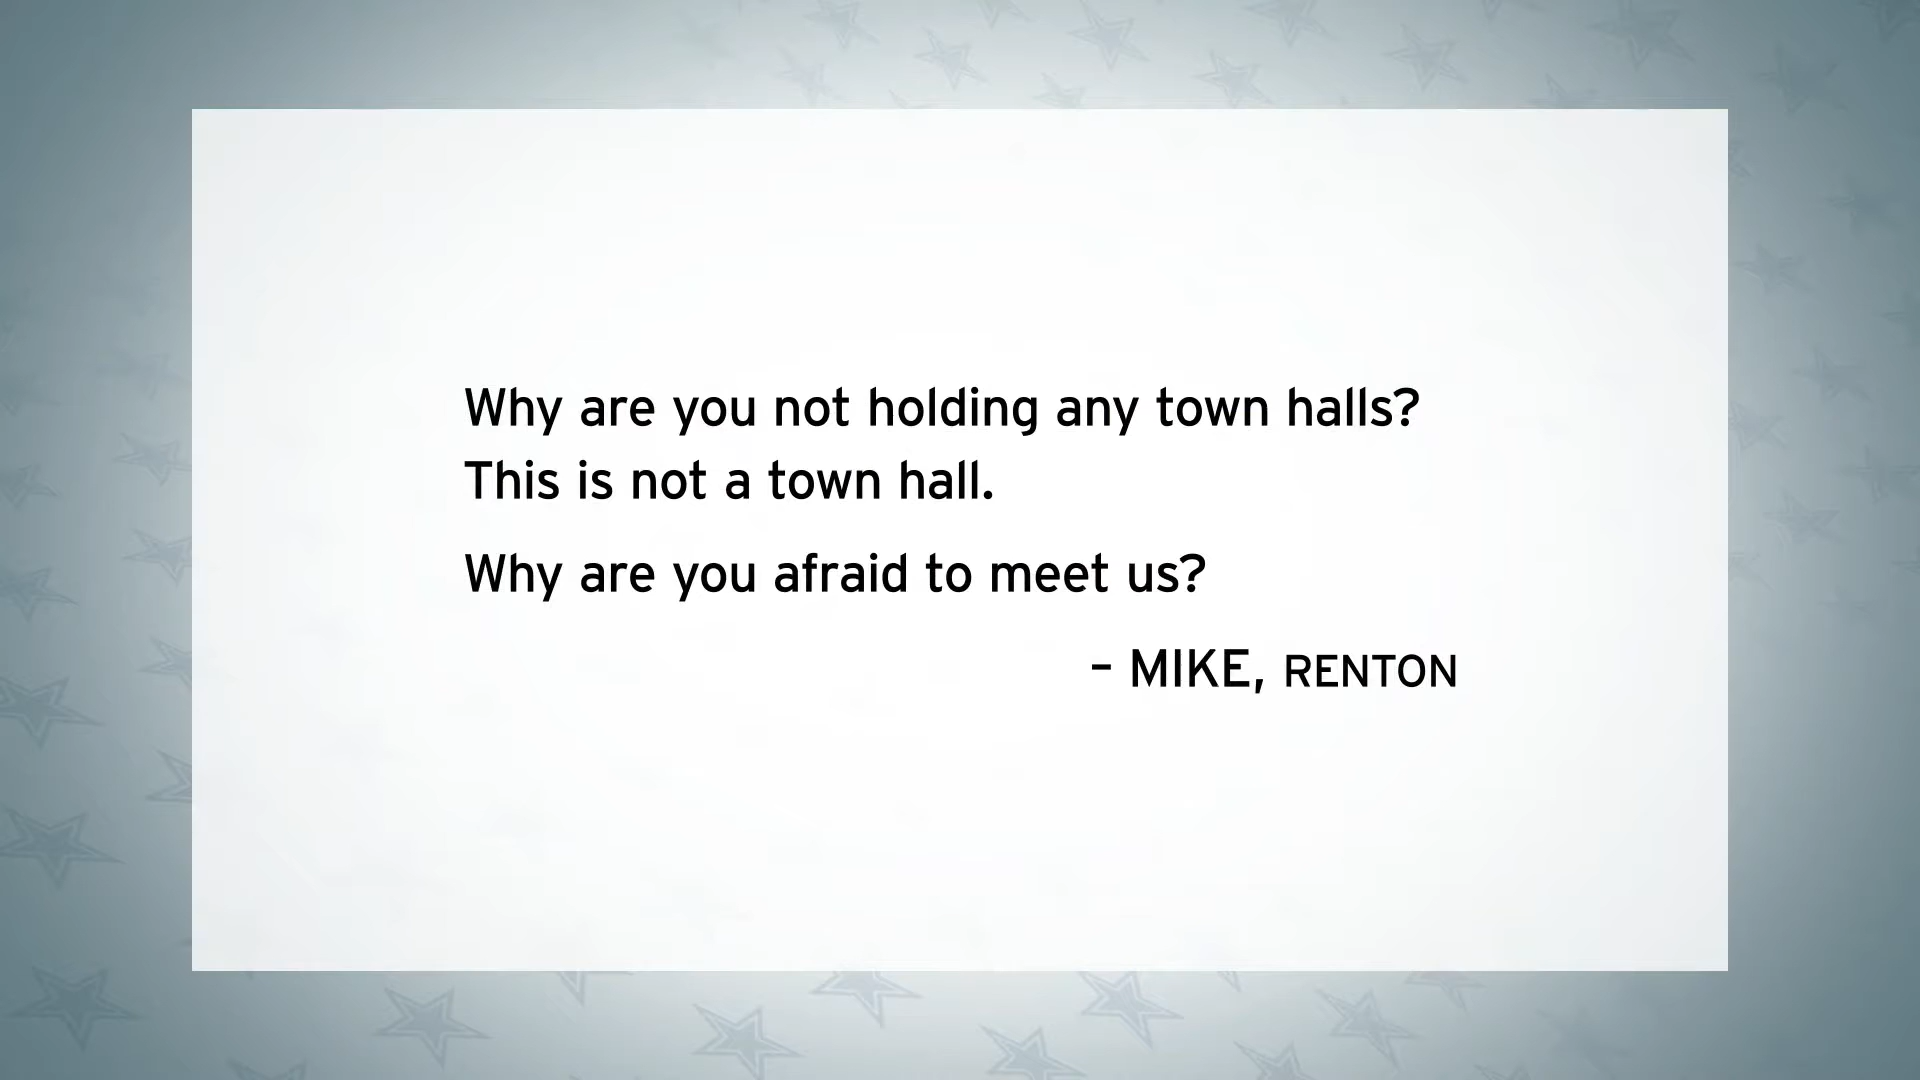 Why are you not holding any town halls?
This is not a town hall.
Why are you afraid to meet us?
– MIKE, RENTON